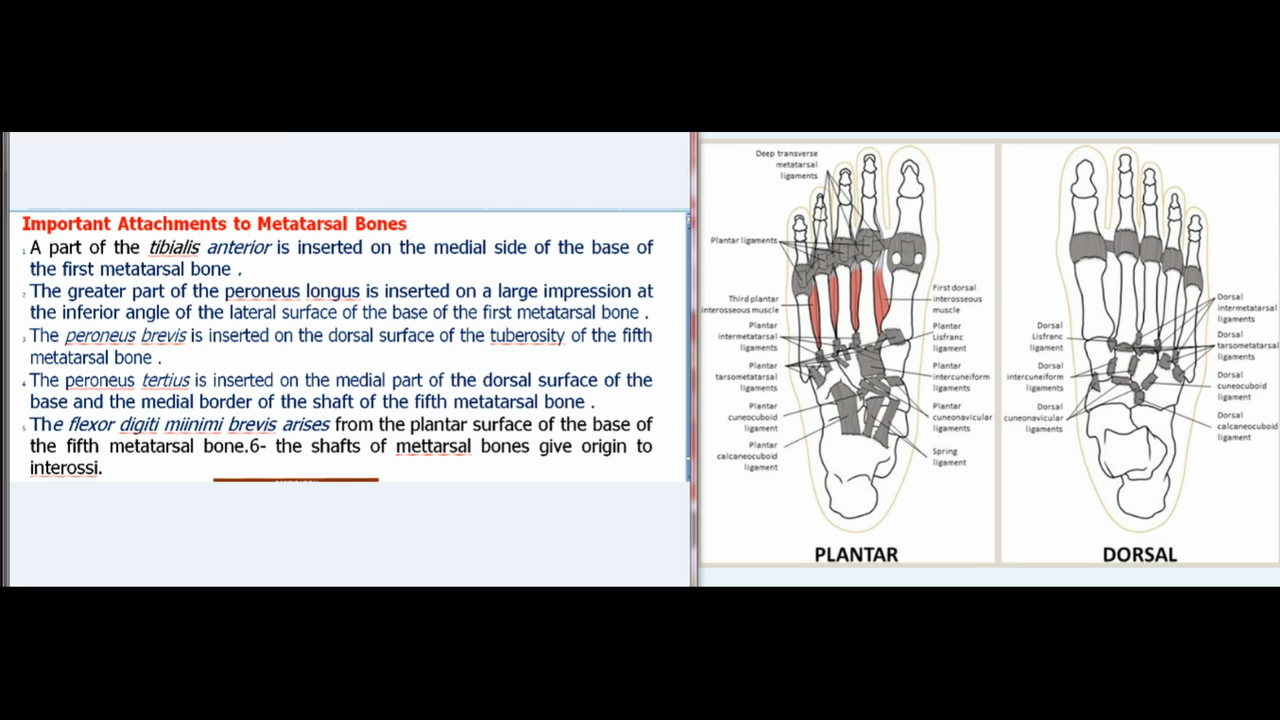 Important Attachments to Metatarsal Bones
1 A part of the tibialis anterior is inserted on the medial side of the base of
the first metatarsal bone .
2 The greater part of the peroneus longus is inserted on a large impression at
the inferior angle of the lateral surface of the base of the first metatarsal bone .
3 The peroneus brevis is inserted on the dorsal surface of the tuberosity of the fifth
metatarsal bone .
4 The peroneus tertius is inserted on the medial part of the dorsal surface of the
base and the medial border of the shaft of the fifth metatarsal bone .
5 The flexor digiti miinimi brevis arises from the plantar surface of the base of
the fifth metatarsal bone.6- the shafts of mettarsal bones give origin to
interossi.
Deep transverse
metatarsal
ligaments
Plantar ligaments
Third plantar
interosseous muscle
Plantar
intermetatarsal
ligaments
Plantar
tarsometatarsal
ligaments
Plantar
cuneocuboid
ligament
Plantar
calcaneocuboid
ligament
First dorsal
interosseous
muscle
Plantar
Lisfranc
ligament
Plantar
intercuneiform
ligaments
Plantar
cuneonavicular
ligaments
Spring
ligament
PLANTAR
Dorsal
Lisfranc
ligament
Dorsal
intercuneiform
ligaments
Dorsal
cuneonavicular
ligaments
Dorsal
intermetatarsal
ligaments
Dorsal
tarsometatarsal
ligaments
Dorsal
cuneocuboid
ligament
Dorsal
calcaneocuboid
ligament
DORSAL